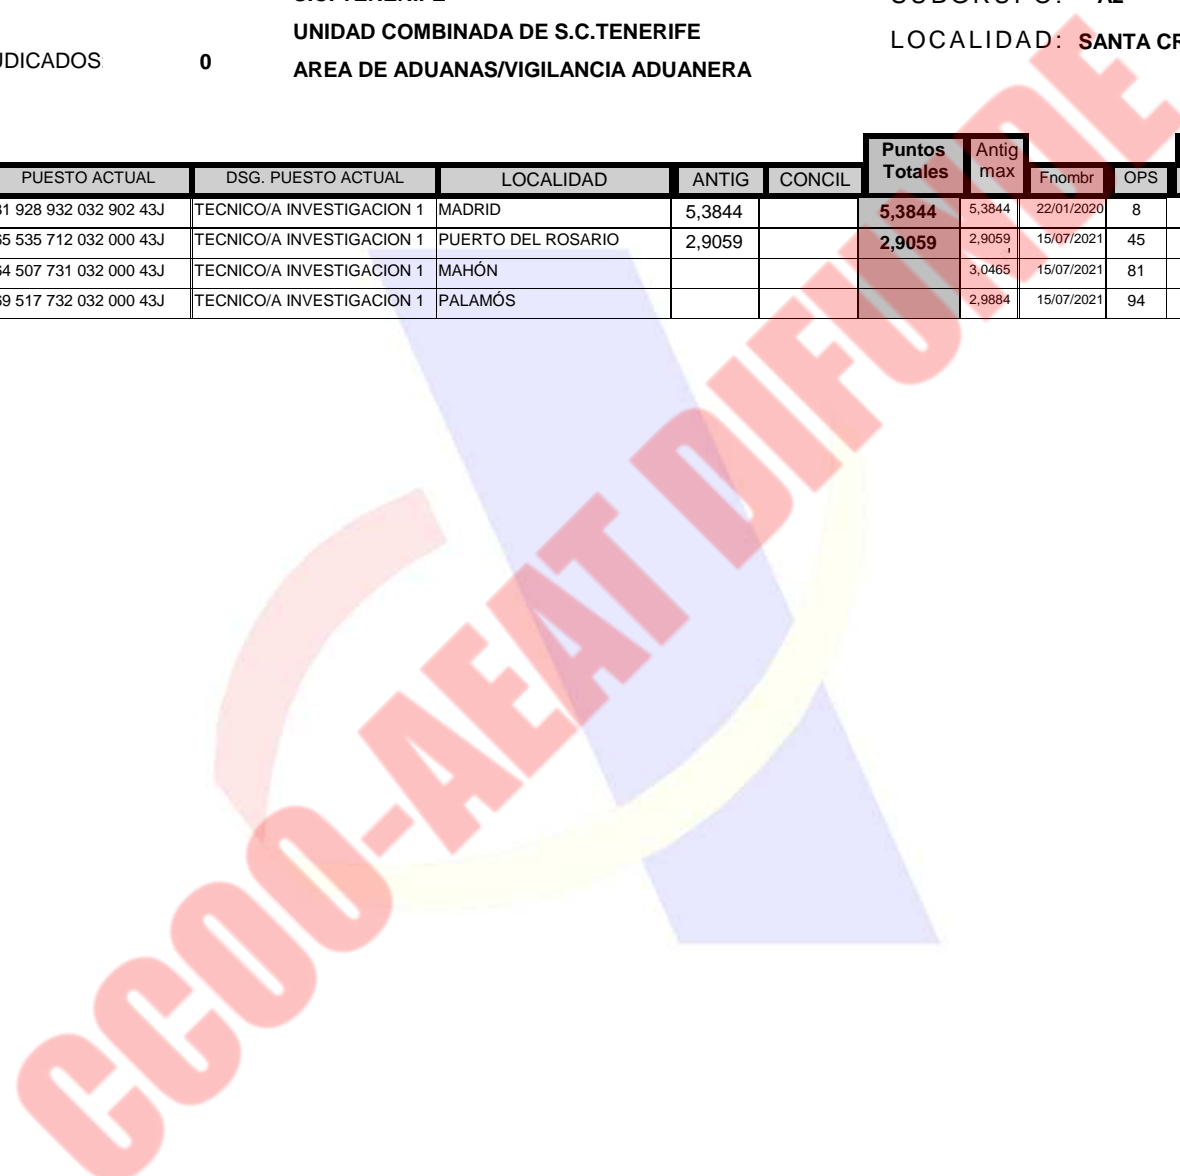 SUBGRUPO: A2
UNIDAD COMBINADA DE S.C.TENERIFE
LOCALIDAD: SANTA CR
UDICADOS: 0
AREA DE ADUANAS/VIGILANCIA ADUANERA
PUESTO ACTUAL DSG. PUESTO ACTUAL LOCALIDAD ANTIG CONCIL Puntos Totales Antig max Fnombr OPS
31 928 932 032 902 43J TECNICO/A INVESTIGACION 1 MADRID 5,3844 5,3844 5,3844 22/01/2020 8
65 535 712 032 000 43J TECNICO/A INVESTIGACION 1 PUERTO DEL ROSARIO 2,9059 2,9059 2,9059 15/07/2021 45
64 507 731 032 000 43J TECNICO/A INVESTIGACION 1 MAHÓN 3,0465 15/07/2021 81
69 517 732 032 000 43J TECNICO/A INVESTIGACION 1 PALAMÓS 2,9884 15/07/2021 94
CCOO-AEAT DIFUNDE